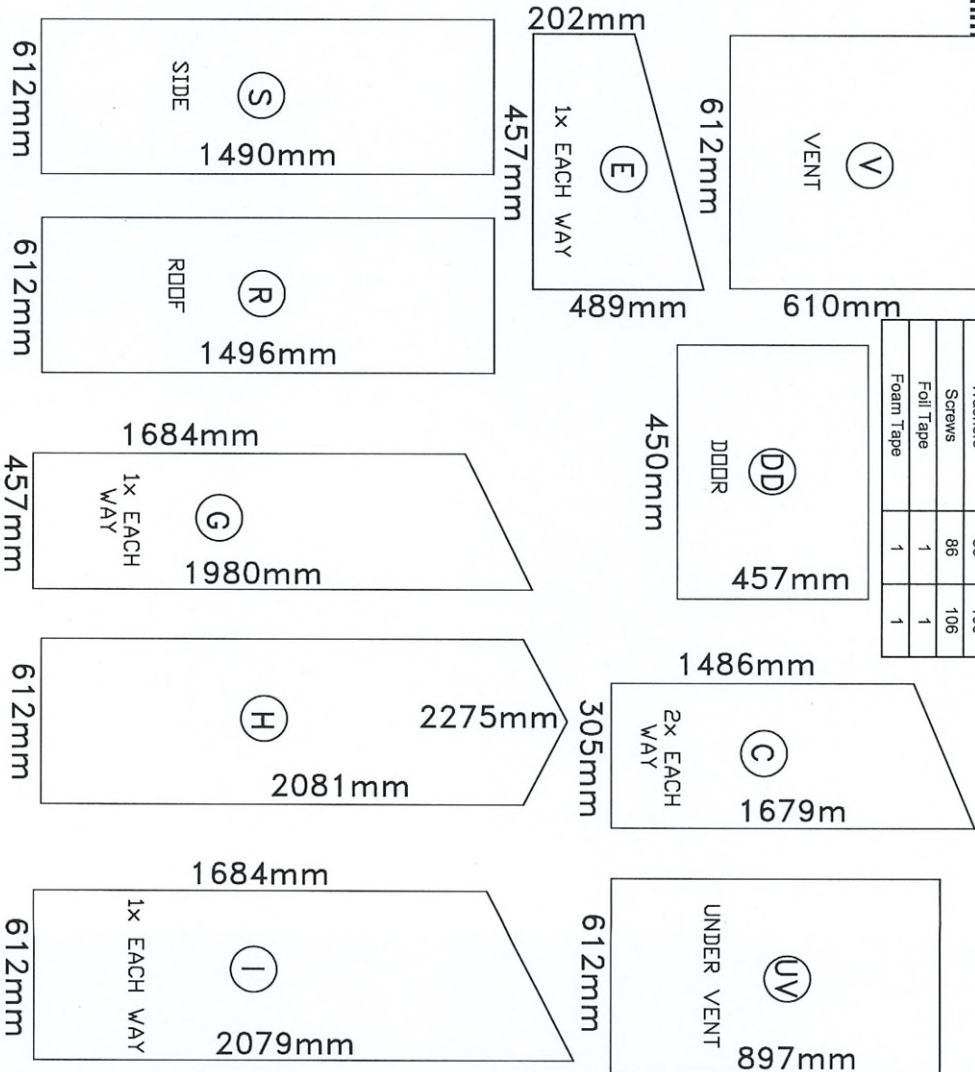 202mm
612mm
S
SIDE
1490mm
457mm
1x EACH WAY
E
489mm
612mm
V
VENT
610mm
612mm
R
ROOF
1496mm
Screws 86 106
Foil Tape 1 1
Foam Tape 1 1
450mm
DD
DOOR
457mm
1684mm
457mm
1x EACH
WAY
G
1980mm
1486mm
305mm
2x EACH
WAY
C
1679m
612mm
H
2275mm
2081mm
1684mm
612mm
1x EACH WAY
I
2079mm
612mm
UNDER VENT
UV
897mm